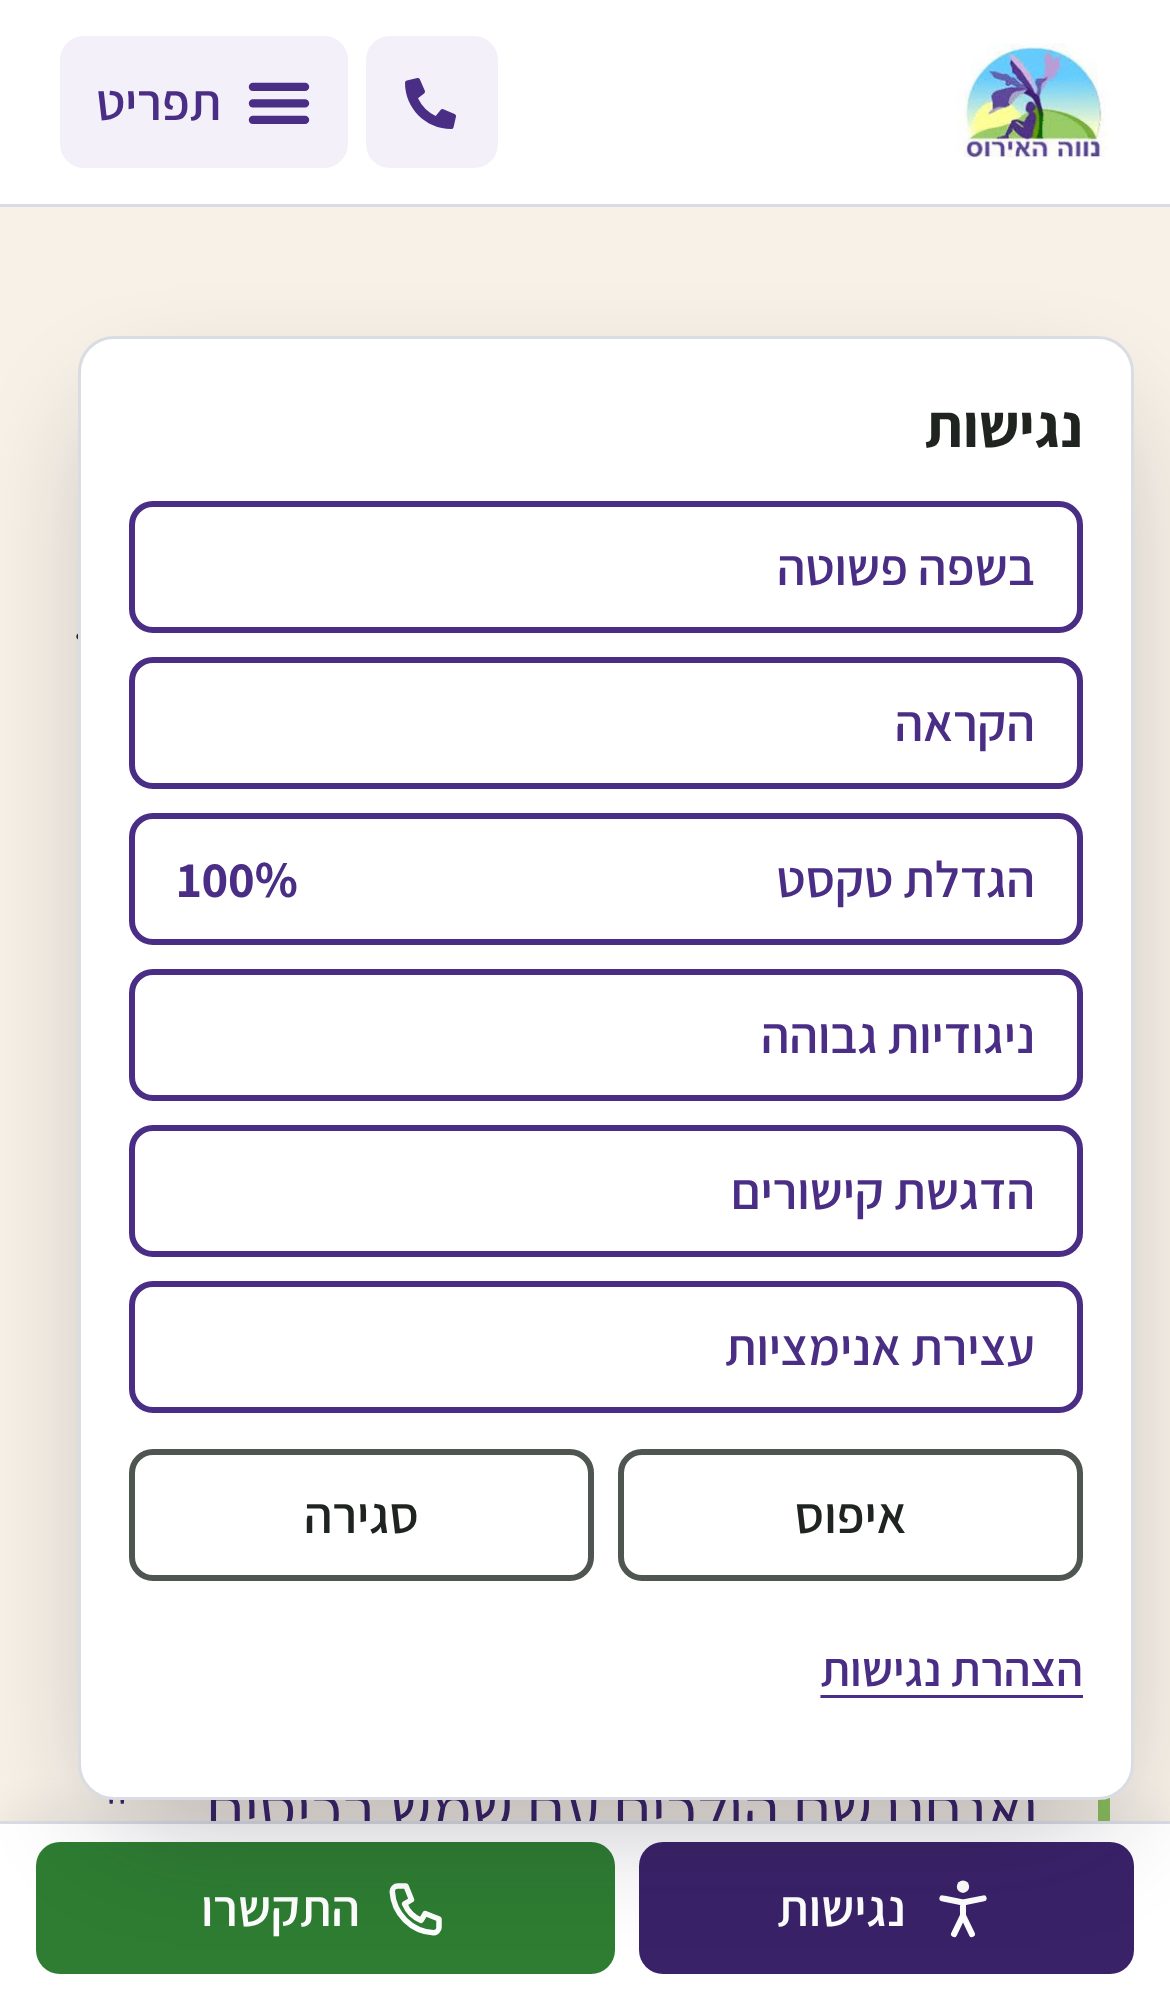 נווה האירוס
תפריט
נגישות
בשפה פשוטה
הקראה
הגדלת טקסט 100%
ניגודיות גבוהה
הדגשת קישורים
עצירת אנימציות
איפוס סגירה
הצהרת נגישות
נגישות התקשרו